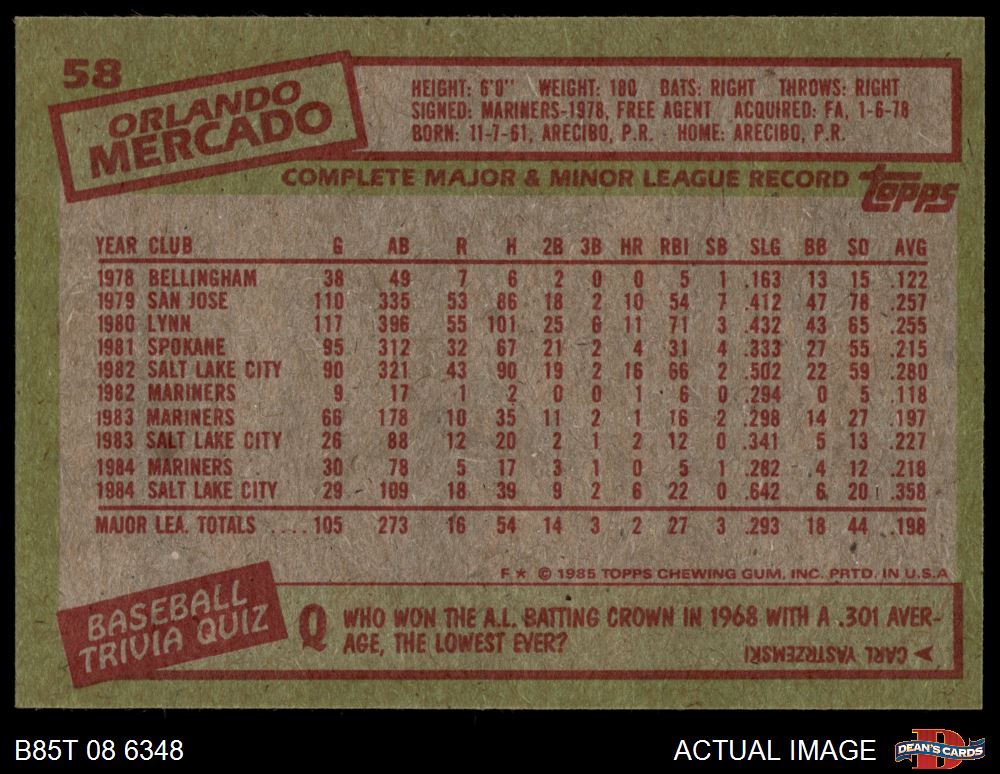 58
ORLANDO
MERCADO
HEIGHT: 6'0" WEIGHT: 180 BATS: RIGHT THROWS: RIGHT
SIGNED: MARINERS-1978, FREE AGENT ACQUIRED: FA, 1-6-78
BORN: 11-7-61, ARECIBO, P.R. HOME: ARECIBO, P.R.
COMPLETE MAJOR & MINOR LEAGUE RECORD
TOPPS
YEAR CLUB G AB R H 2B 3B HR RBI SB SLG BB SO AVG
1978 BELLINGHAM 38 49 7 6 2 0 0 5 1 .163 13 15 .122
1979 SAN JOSE 110 335 53 86 18 2 10 54 7 .412 47 78 .257
1980 LYNN 117 396 55 101 25 6 11 71 3 .432 43 65 .255
1981 SPOKANE 95 312 32 67 21 2 4 31 4 .333 27 55 .215
1982 SALT LAKE CITY 90 321 43 90 19 2 16 66 2 .502 22 59 .280
1982 MARINERS 9 17 1 2 0 0 1 6 0 .294 0 5 .118
1983 MARINERS 66 178 10 35 11 2 1 16 2 .298 14 27 .197
1983 SALT LAKE CITY 26 88 12 20 2 1 2 12 0 .341 5 13 .227
1984 MARINERS 30 78 5 17 3 1 0 5 1 .282 4 12 .218
1984 SALT LAKE CITY 29 109 18 39 9 2 6 22 0 .642 6 20 .358
MAJOR LEA. TOTALS .... 105 273 16 54 14 3 2 27 3 .293 18 44 .198
F★ © 1985 TOPPS CHEWING GUM, INC. PRTD. IN U.S.A
BASEBALL
TRIVIA QUIZ
Q WHO WON THE A.L. BATTING CROWN IN 1968 WITH A .301 AVER-
AGE, THE LOWEST EVER?
A CARL YASTRZEMSKI
B85T 08 6348
ACTUAL IMAGE
D
DEAN'S CARDS